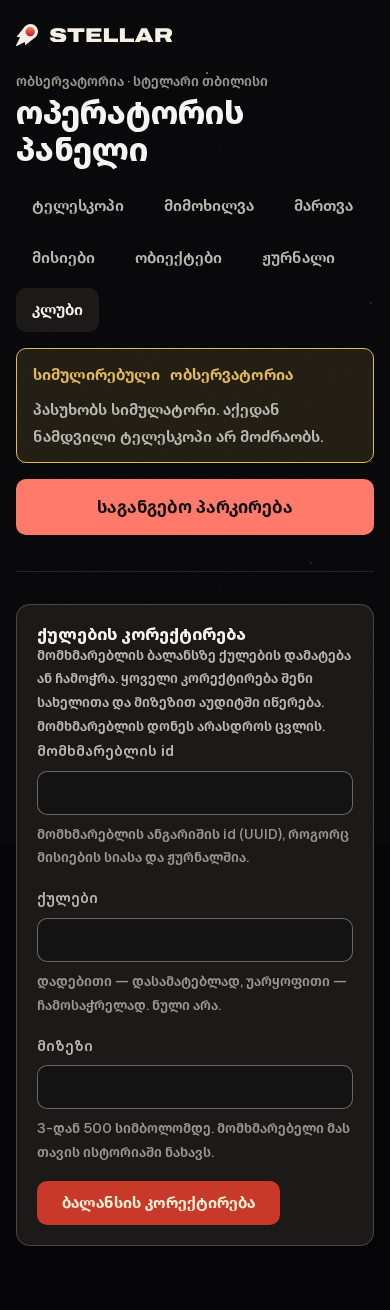 STELLAR
ობსერვატორია · სტელარი თბილისი
ოპერატორის
პანელი
ტელესკოპი მიმოხილვა მართვა
მისიები ობიექტები ჟურნალი
კლუბი
სიმულირებული ობსერვატორია
პასუხობს სიმულატორი. აქედან
ნამდვილი ტელესკოპი არ მოძრაობს.
საგანგებო პარკირება
ქულების კორექტირება
მომხმარებლის ბალანსზე ქულების დამატება
ან ჩამოჭრა. ყოველი კორექტირება შენი
სახელითა და მიზეზით აუდიტში იწერება.
მომხმარებლის დონეს არასდროს ცვლის.
მომხმარებლის id
მომხმარებლის ანგარიშის id (UUID), როგორც
მისიების სიასა და ჟურნალშია.
ქულები
დადებითი — დასამატებლად, უარყოფითი —
ჩამოსაჭრელად. ნული არა.
მიზეზი
3-დან 500 სიმბოლომდე. მომხმარებელი მას
თავის ისტორიაში ნახავს.
ბალანსის კორექტირება